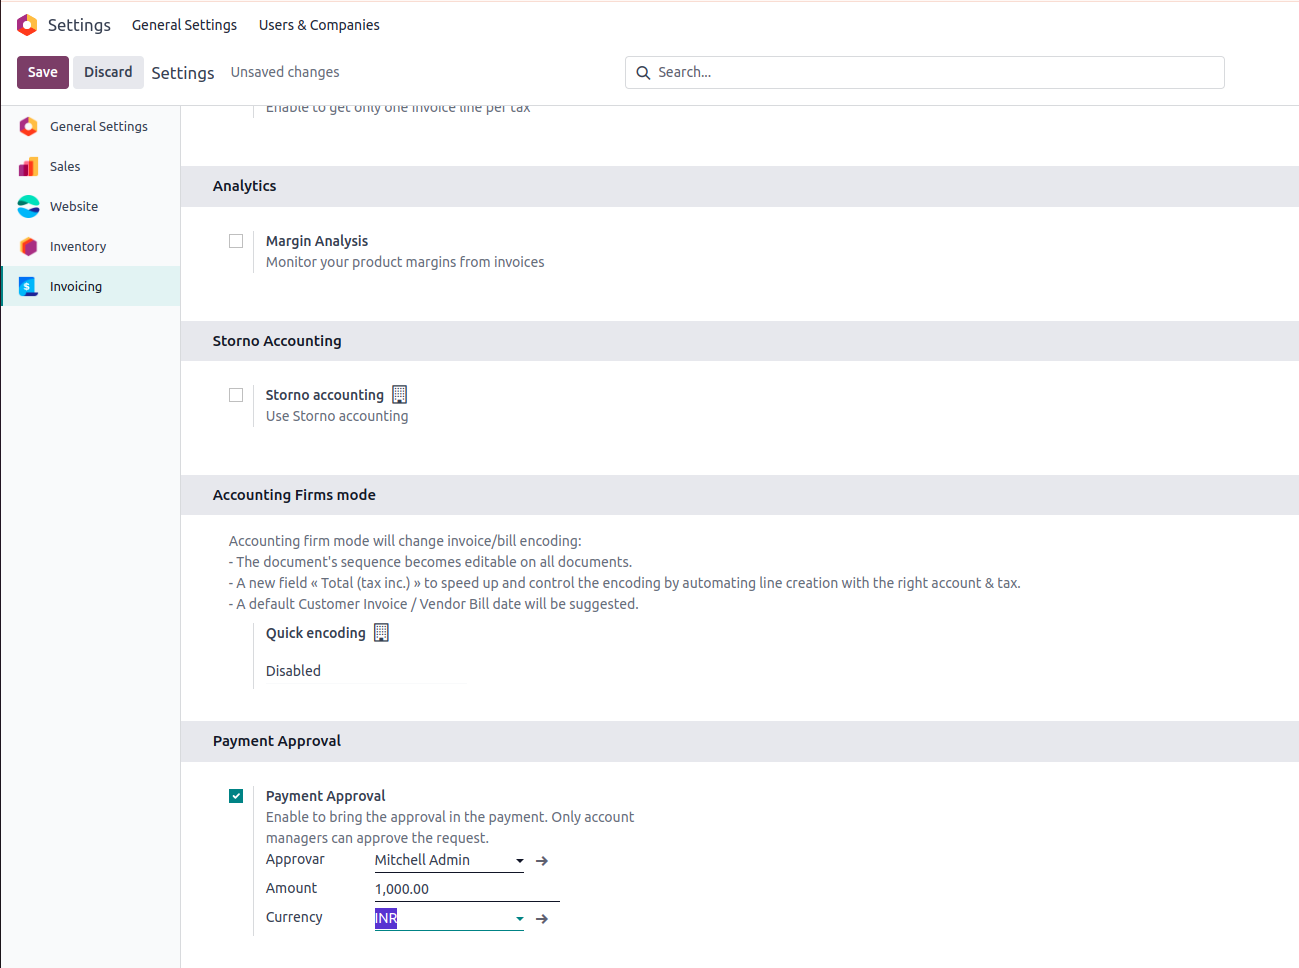 Settings General Settings Users & Companies
Save Discard Settings Unsaved changes Search...
Enable to get only one invoice line per tax
General Settings
Sales
Website
Inventory
Invoicing
Analytics
Margin Analysis
Monitor your product margins from invoices
Storno Accounting
Storno accounting
Use Storno accounting
Accounting Firms mode
Accounting firm mode will change invoice/bill encoding:
- The document's sequence becomes editable on all documents.
- A new field « Total (tax inc.) » to speed up and control the encoding by automating line creation with the right account & tax.
- A default Customer Invoice / Vendor Bill date will be suggested.
Quick encoding
Disabled
Payment Approval
Payment Approval
Enable to bring the approval in the payment. Only account
managers can approve the request.
Approvar Mitchell Admin
Amount 1,000.00
Currency INR